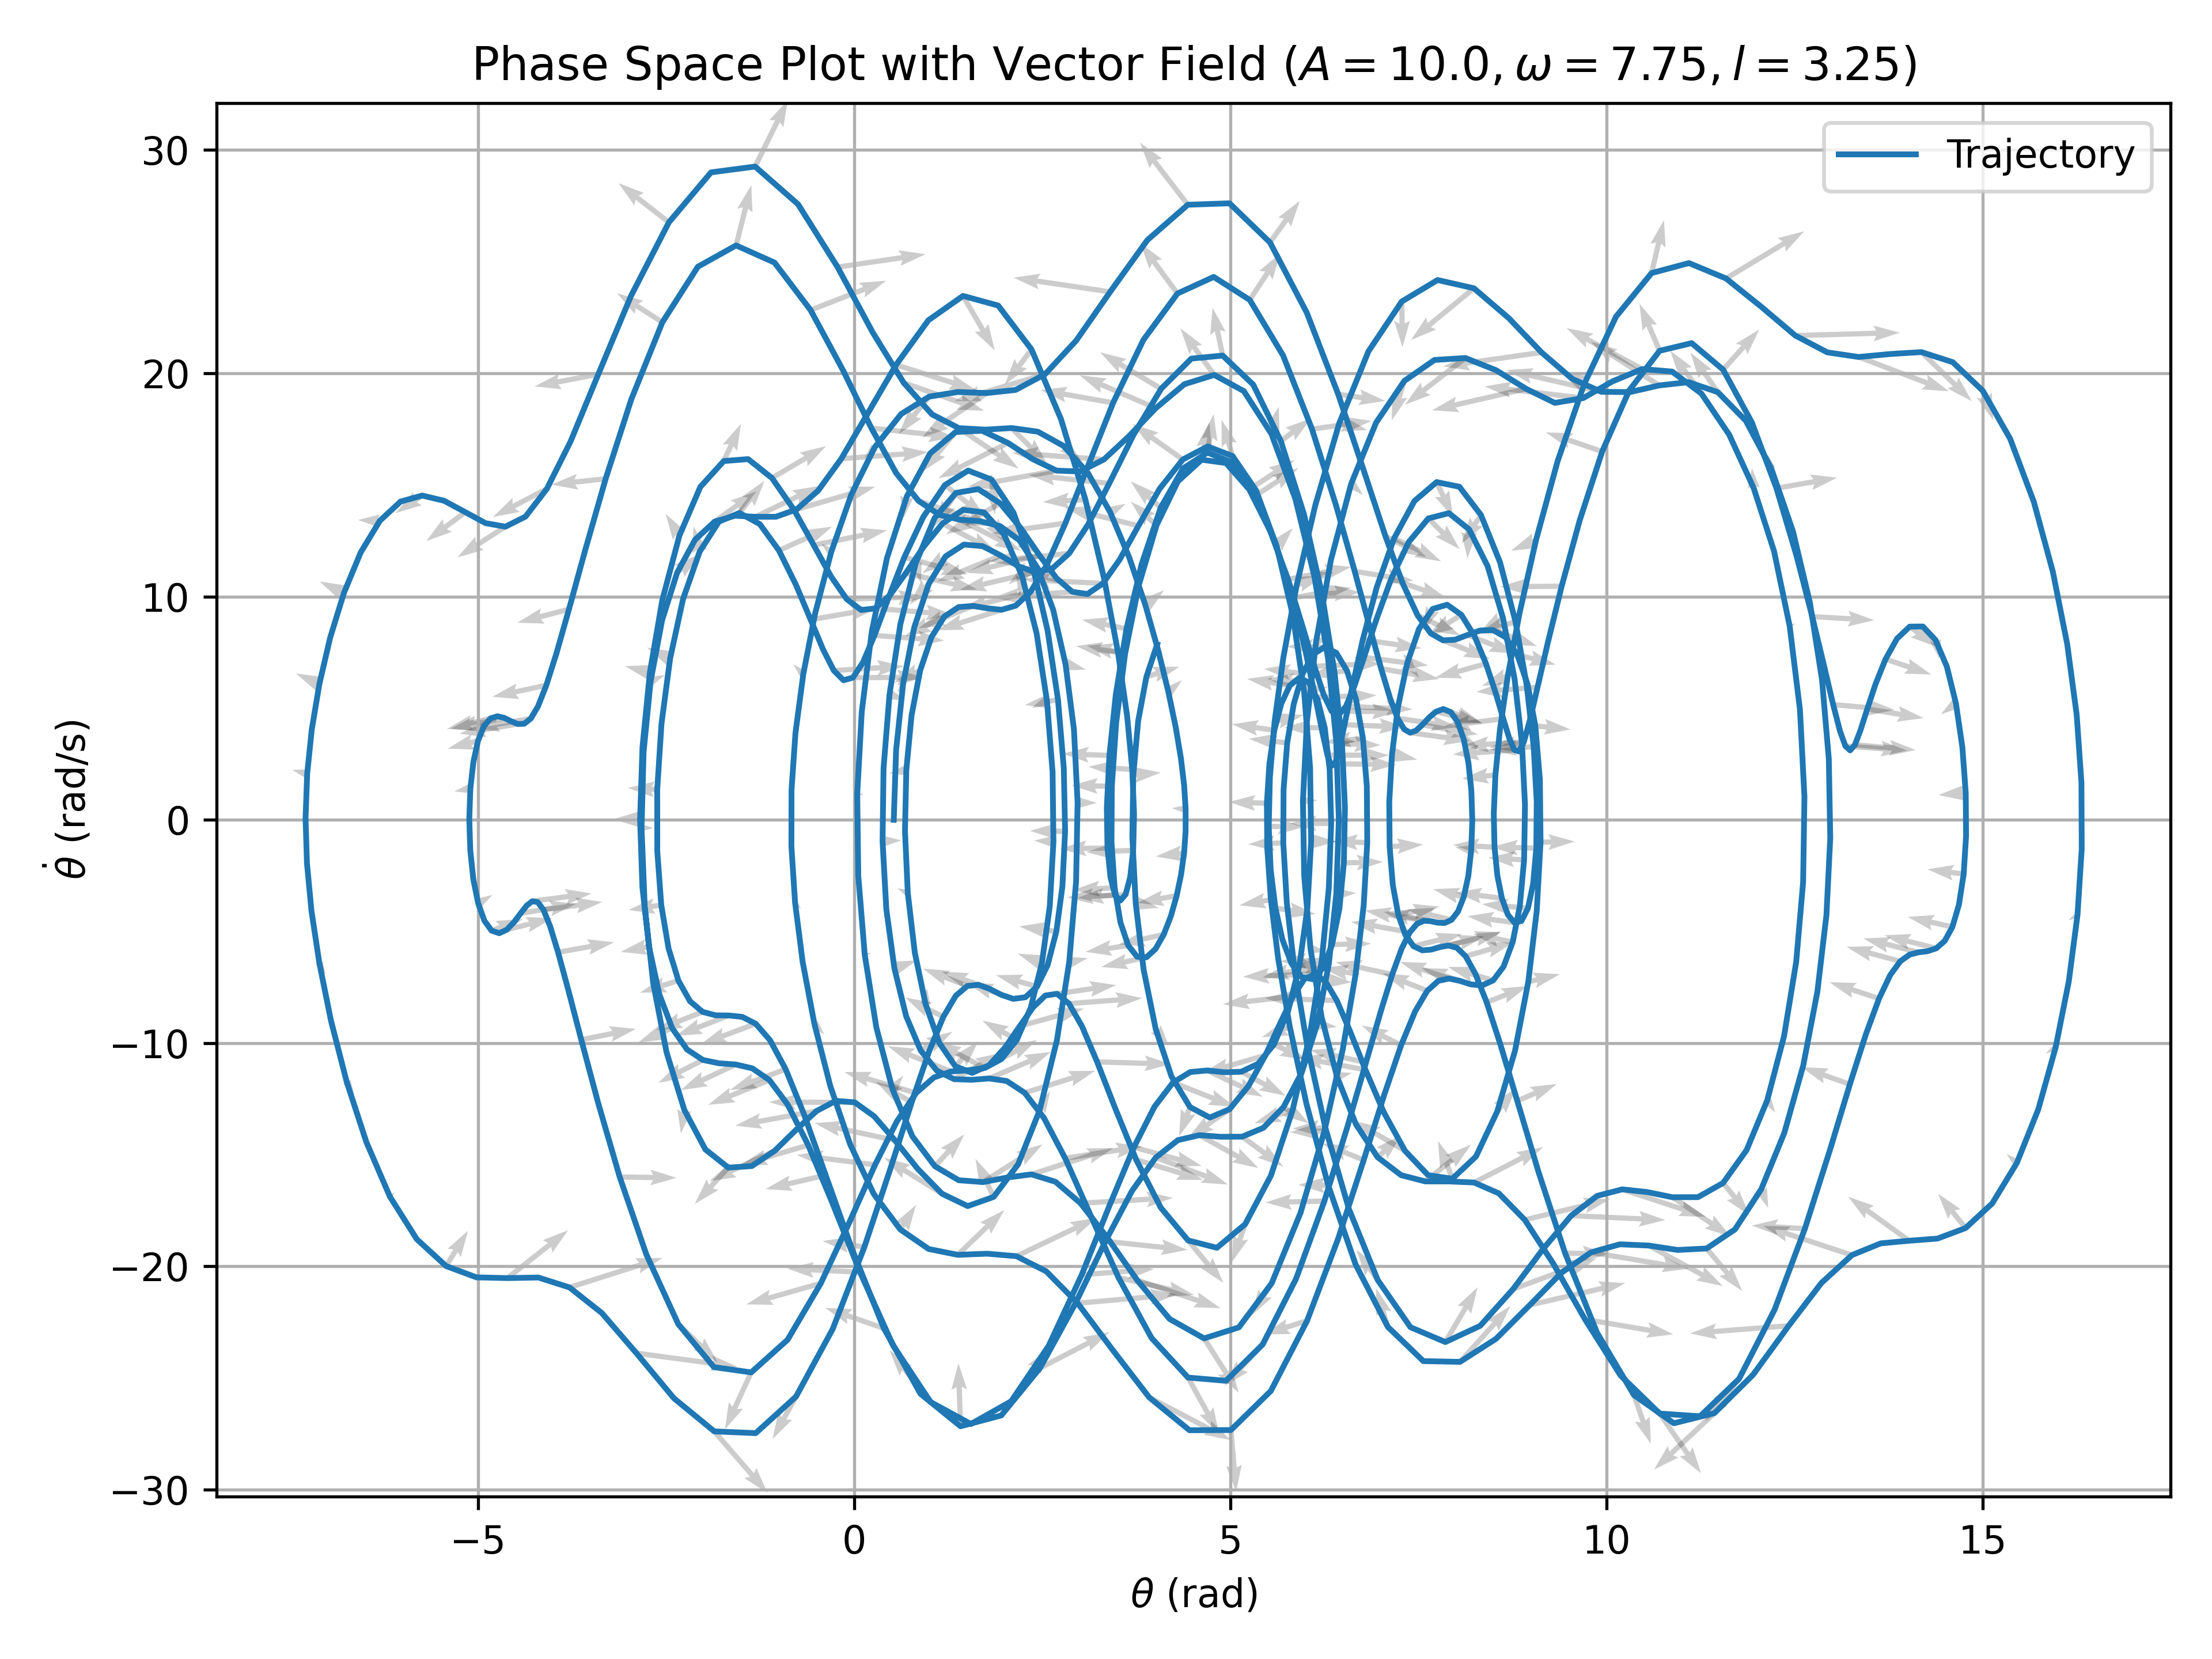 Phase Space Plot with Vector Field (A = 10.0, ω = 7.75, l = 3.25)
Trajectory
30
20
10
0
−10
−20
−30
θ̇ (rad/s)
−5 0 5 10 15
θ (rad)